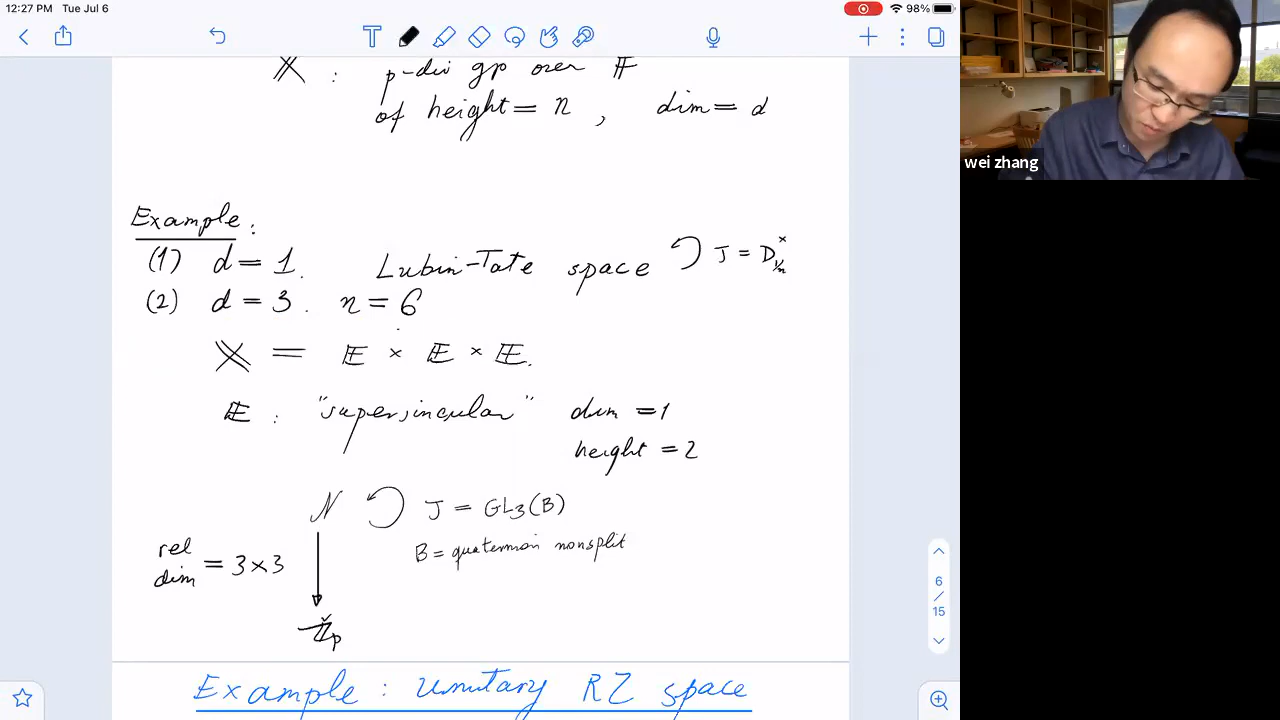 12:27 PM Tue Jul 6
98%
𝕏 : p-div gp over 𝔽
of height = n , dim = d
wei zhang
Example :
(1) d = 1. Lubin-Tate space ↺ J = D^×_{1/n}
(2) d = 3. n = 6
𝕏 = 𝔼 × 𝔼 × 𝔼.
𝔼 : "supersingular" dim = 1
height = 2
N ↺ J = GL₃(B)
B = quaternion nonsplit
rel dim = 3×3
Ž_p
6 / 15
Example : unitary RZ space